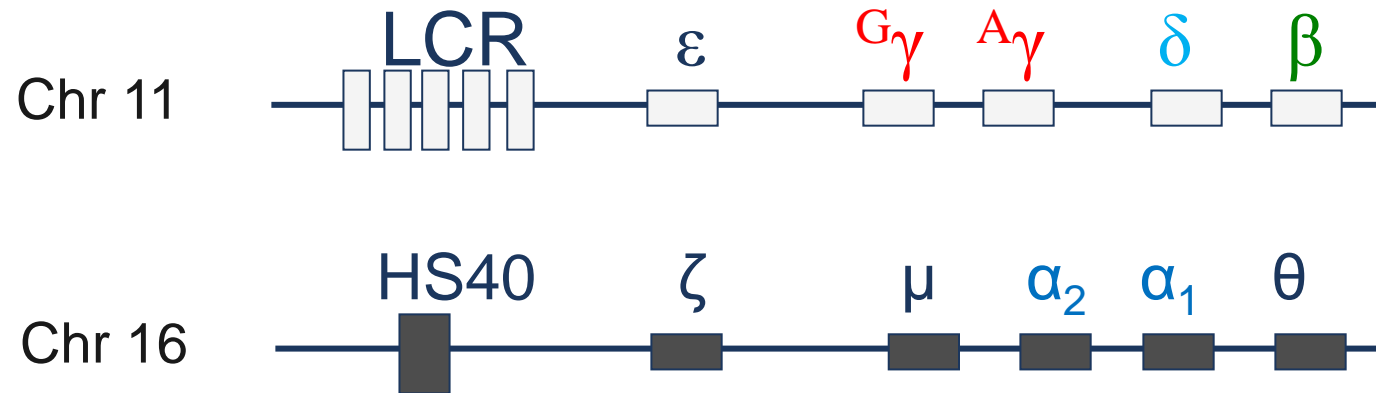 LCR ε ᴳγ ᴬγ δ β
Chr 11
HS40 ζ μ α₂ α₁ θ
Chr 16